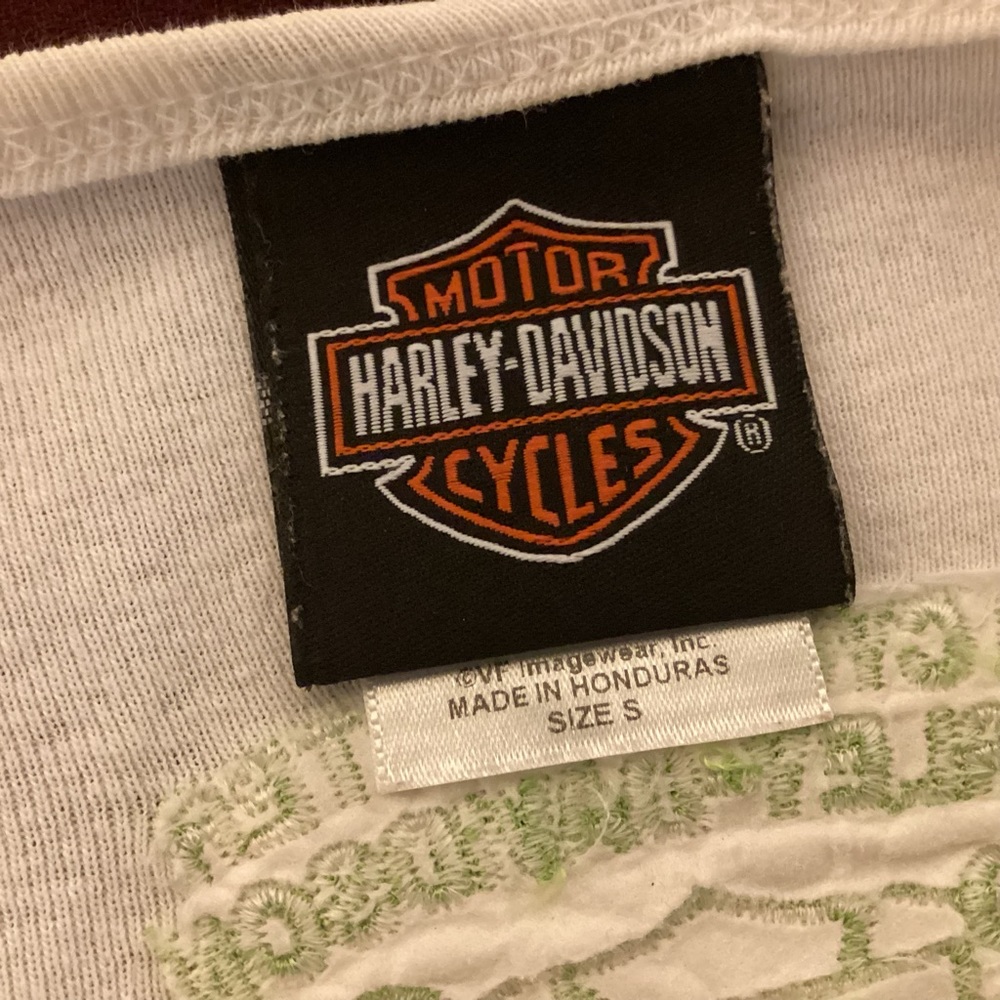 MOTOR
HARLEY-DAVIDSON
CYCLES
®
©VF Imagewear, Inc.
MADE IN HONDURAS
SIZE S